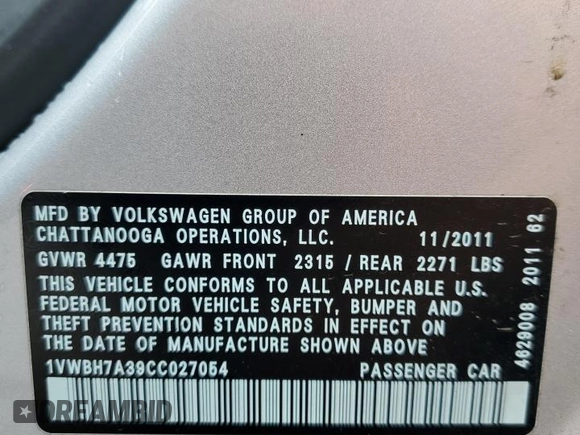 MFD BY VOLKSWAGEN GROUP OF AMERICA
CHATTANOOGA OPERATIONS, LLC. 11/2011
GVWR 4475 GAWR FRONT 2315 / REAR 2271 LBS
THIS VEHICLE CONFORMS TO ALL APPLICABLE U.S.
FEDERAL MOTOR VEHICLE SAFETY, BUMPER AND
THEFT PREVENTION STANDARDS IN EFFECT ON
THE DATE OF MANUFACTURE SHOWN ABOVE
1VWBH7A39CC027054 PASSENGER CAR
4629008 2011 62
DREAMBID